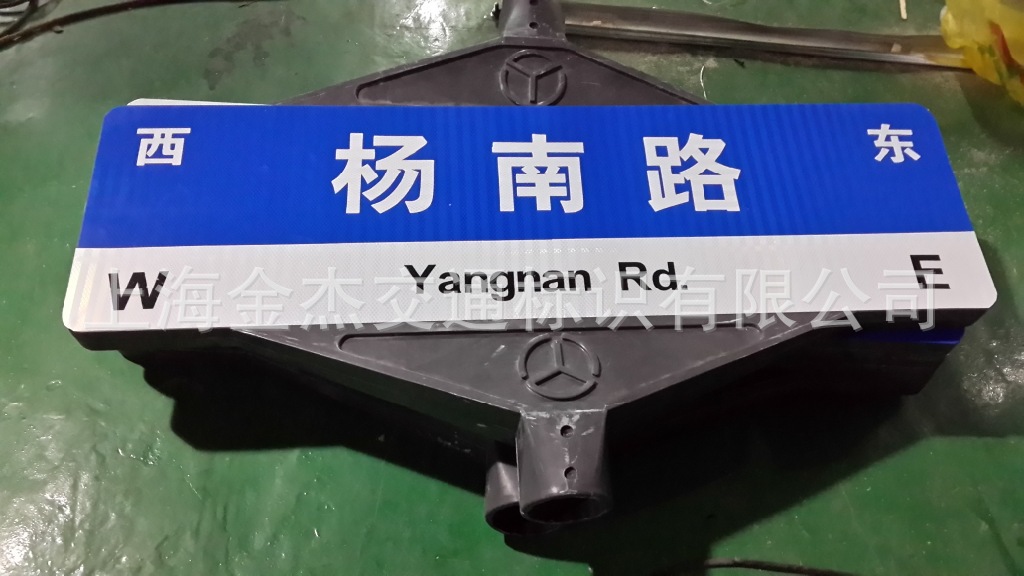 西 杨南路 东
W Yangnan Rd. E
上海金杰交通标识有限公司